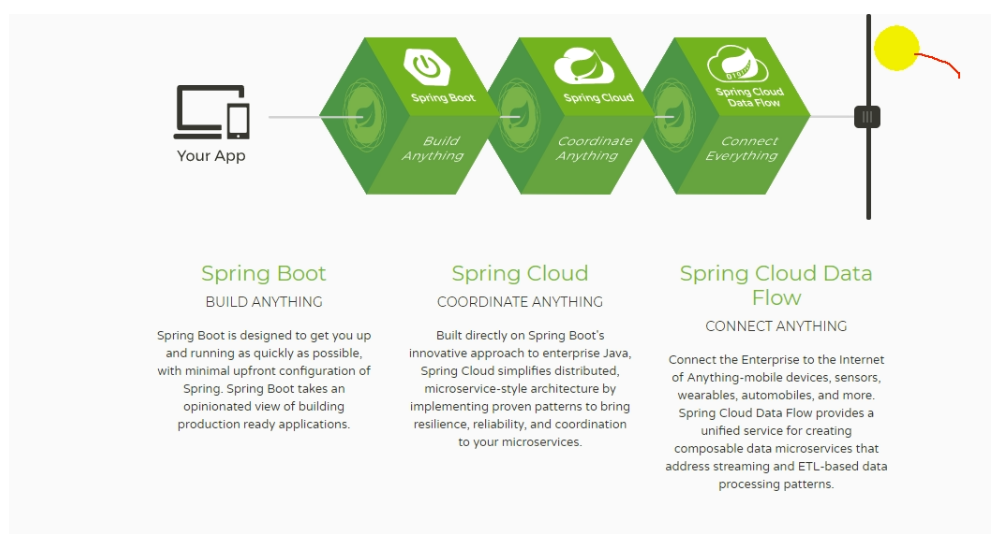 Spring Boot
Spring Cloud
Spring Cloud
Data Flow
Build
Anything
Coordinate
Anything
Connect
Everything
Your App
Spring Boot
BUILD ANYTHING
Spring Boot is designed to get you up
and running as quickly as possible,
with minimal upfront configuration of
Spring. Spring Boot takes an
opinionated view of building
production ready applications.
Spring Cloud
COORDINATE ANYTHING
Built directly on Spring Boot's
innovative approach to enterprise Java,
Spring Cloud simplifies distributed,
microservice-style architecture by
implementing proven patterns to bring
resilience, reliability, and coordination
to your microservices.
Spring Cloud Data
Flow
CONNECT ANYTHING
Connect the Enterprise to the Internet
of Anything-mobile devices, sensors,
wearables, automobiles, and more.
Spring Cloud Data Flow provides a
unified service for creating
composable data microservices that
address streaming and ETL-based data
processing patterns.